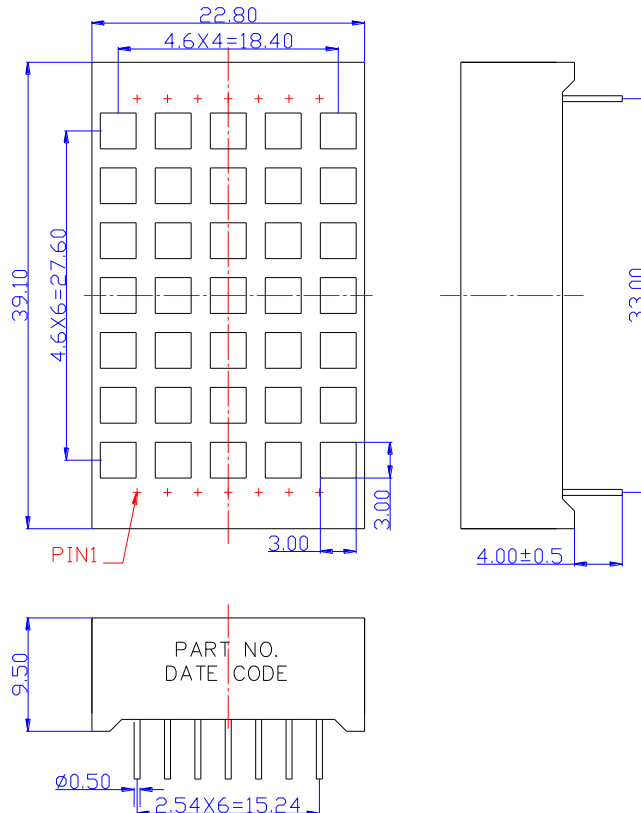 22.80
4.6X4=18.40
39.10
4.6X6=27.60
33.00
3.00
3.00
PIN1
4.00±0.5
9.50
PART NO.
DATE CODE
Ø0.50
2.54X6=15.24